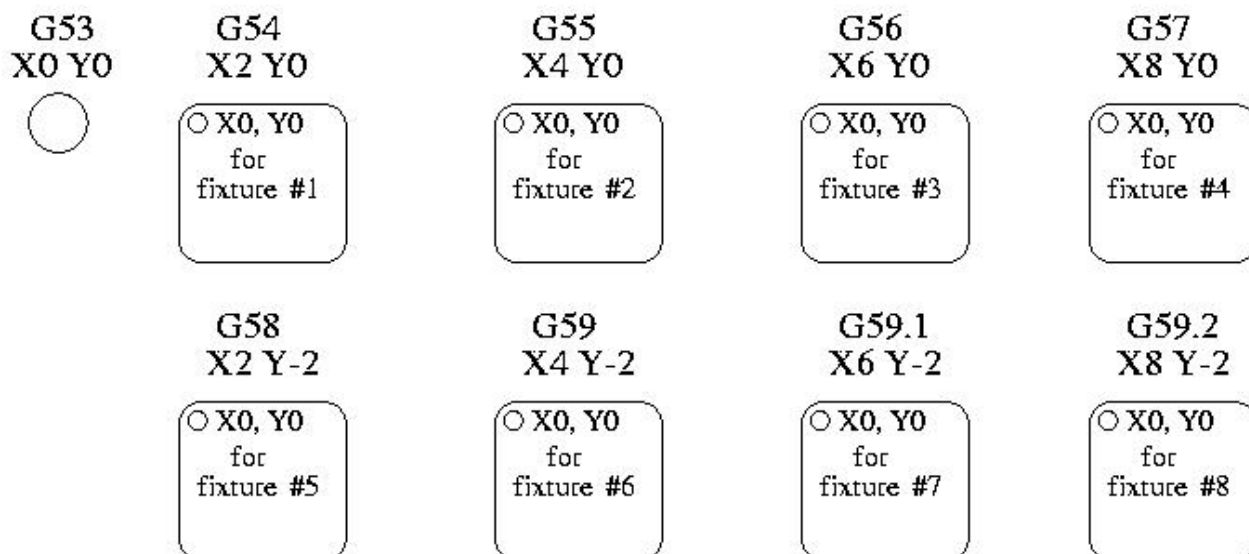 G53 G54 G55 G56 G57
X0 Y0 X2 Y0 X4 Y0 X6 Y0 X8 Y0
X0, Y0 X0, Y0 X0, Y0 X0, Y0
for for for for
fixture #1 fixture #2 fixture #3 fixture #4
G58 G59 G59.1 G59.2
X2 Y-2 X4 Y-2 X6 Y-2 X8 Y-2
X0, Y0 X0, Y0 X0, Y0 X0, Y0
for for for for
fixture #5 fixture #6 fixture #7 fixture #8